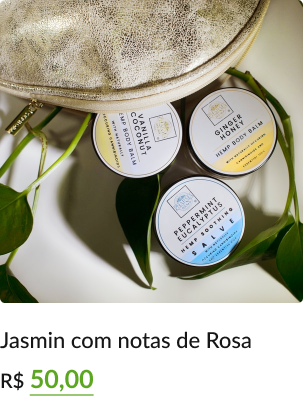 VANILLA
COCONUT
HEMP BODY BALM
GINGER
HONEY
HEMP BODY BALM
PEPPERMINT
EUCALYPTUS
HEMP SOOTHING
SALVE
Jasmin com notas de Rosa
R$ 50,00